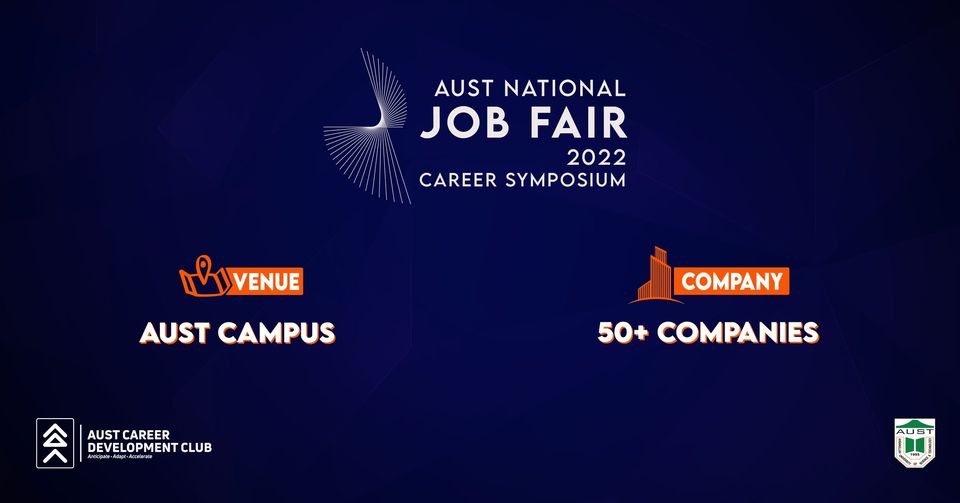 AUST NATIONAL
JOB FAIR
2022
CAREER SYMPOSIUM
VENUE
AUST CAMPUS
COMPANY
50+ COMPANIES
AUST CAREER
DEVELOPMENT CLUB
Anticipate • Adapt • Accelerate
AUST
1995